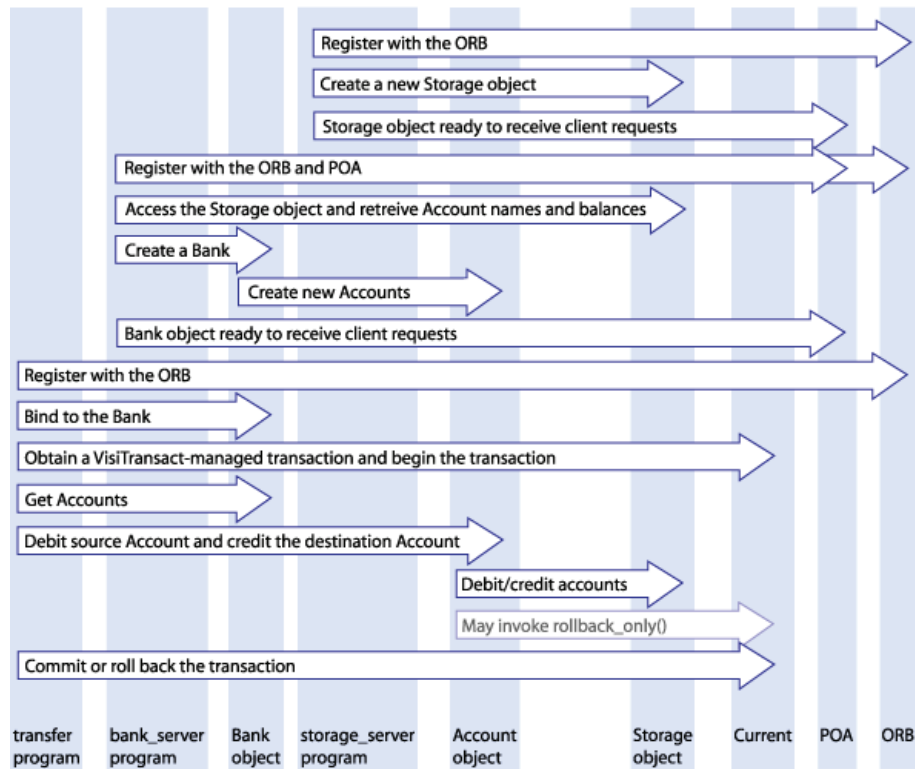 Register with the ORB
Create a new Storage object
Storage object ready to receive client requests
Register with the ORB and POA
Access the Storage object and retreive Account names and balances
Create a Bank
Create new Accounts
Bank object ready to receive client requests
Register with the ORB
Bind to the Bank
Obtain a VisiTransact-managed transaction and begin the transaction
Get Accounts
Debit source Account and credit the destination Account
Debit/credit accounts
May invoke rollback_only()
Commit or roll back the transaction
transfer program
bank_server program
Bank object
storage_server program
Account object
Storage object
Current
POA
ORB